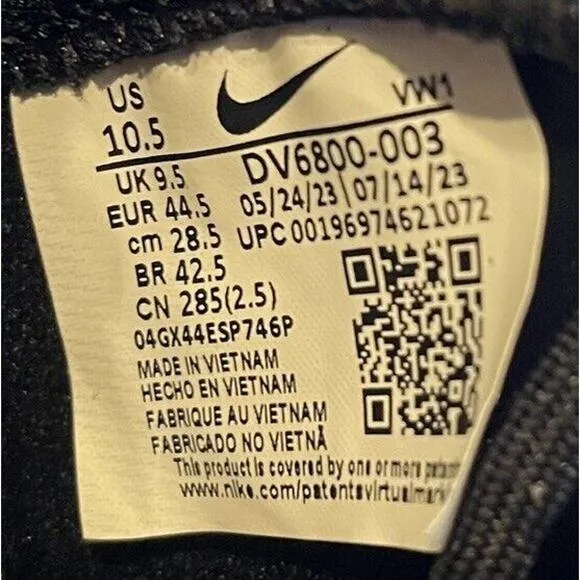 US
VW1
10.5
DV6800-003
UK 9.5
05/24/23\07/14/23
EUR 44.5
UPC 00196974621072
cm 28.5
BR 42.5
CN 285(2.5)
04GX44ESP746P
MADE IN VIETNAM
HECHO EN VIETNAM
FABRIQUE AU VIETNAM
FABRICADO NO VIETNÃ
This product is covered by one or more
www.nike.com/patentsvirtualmark